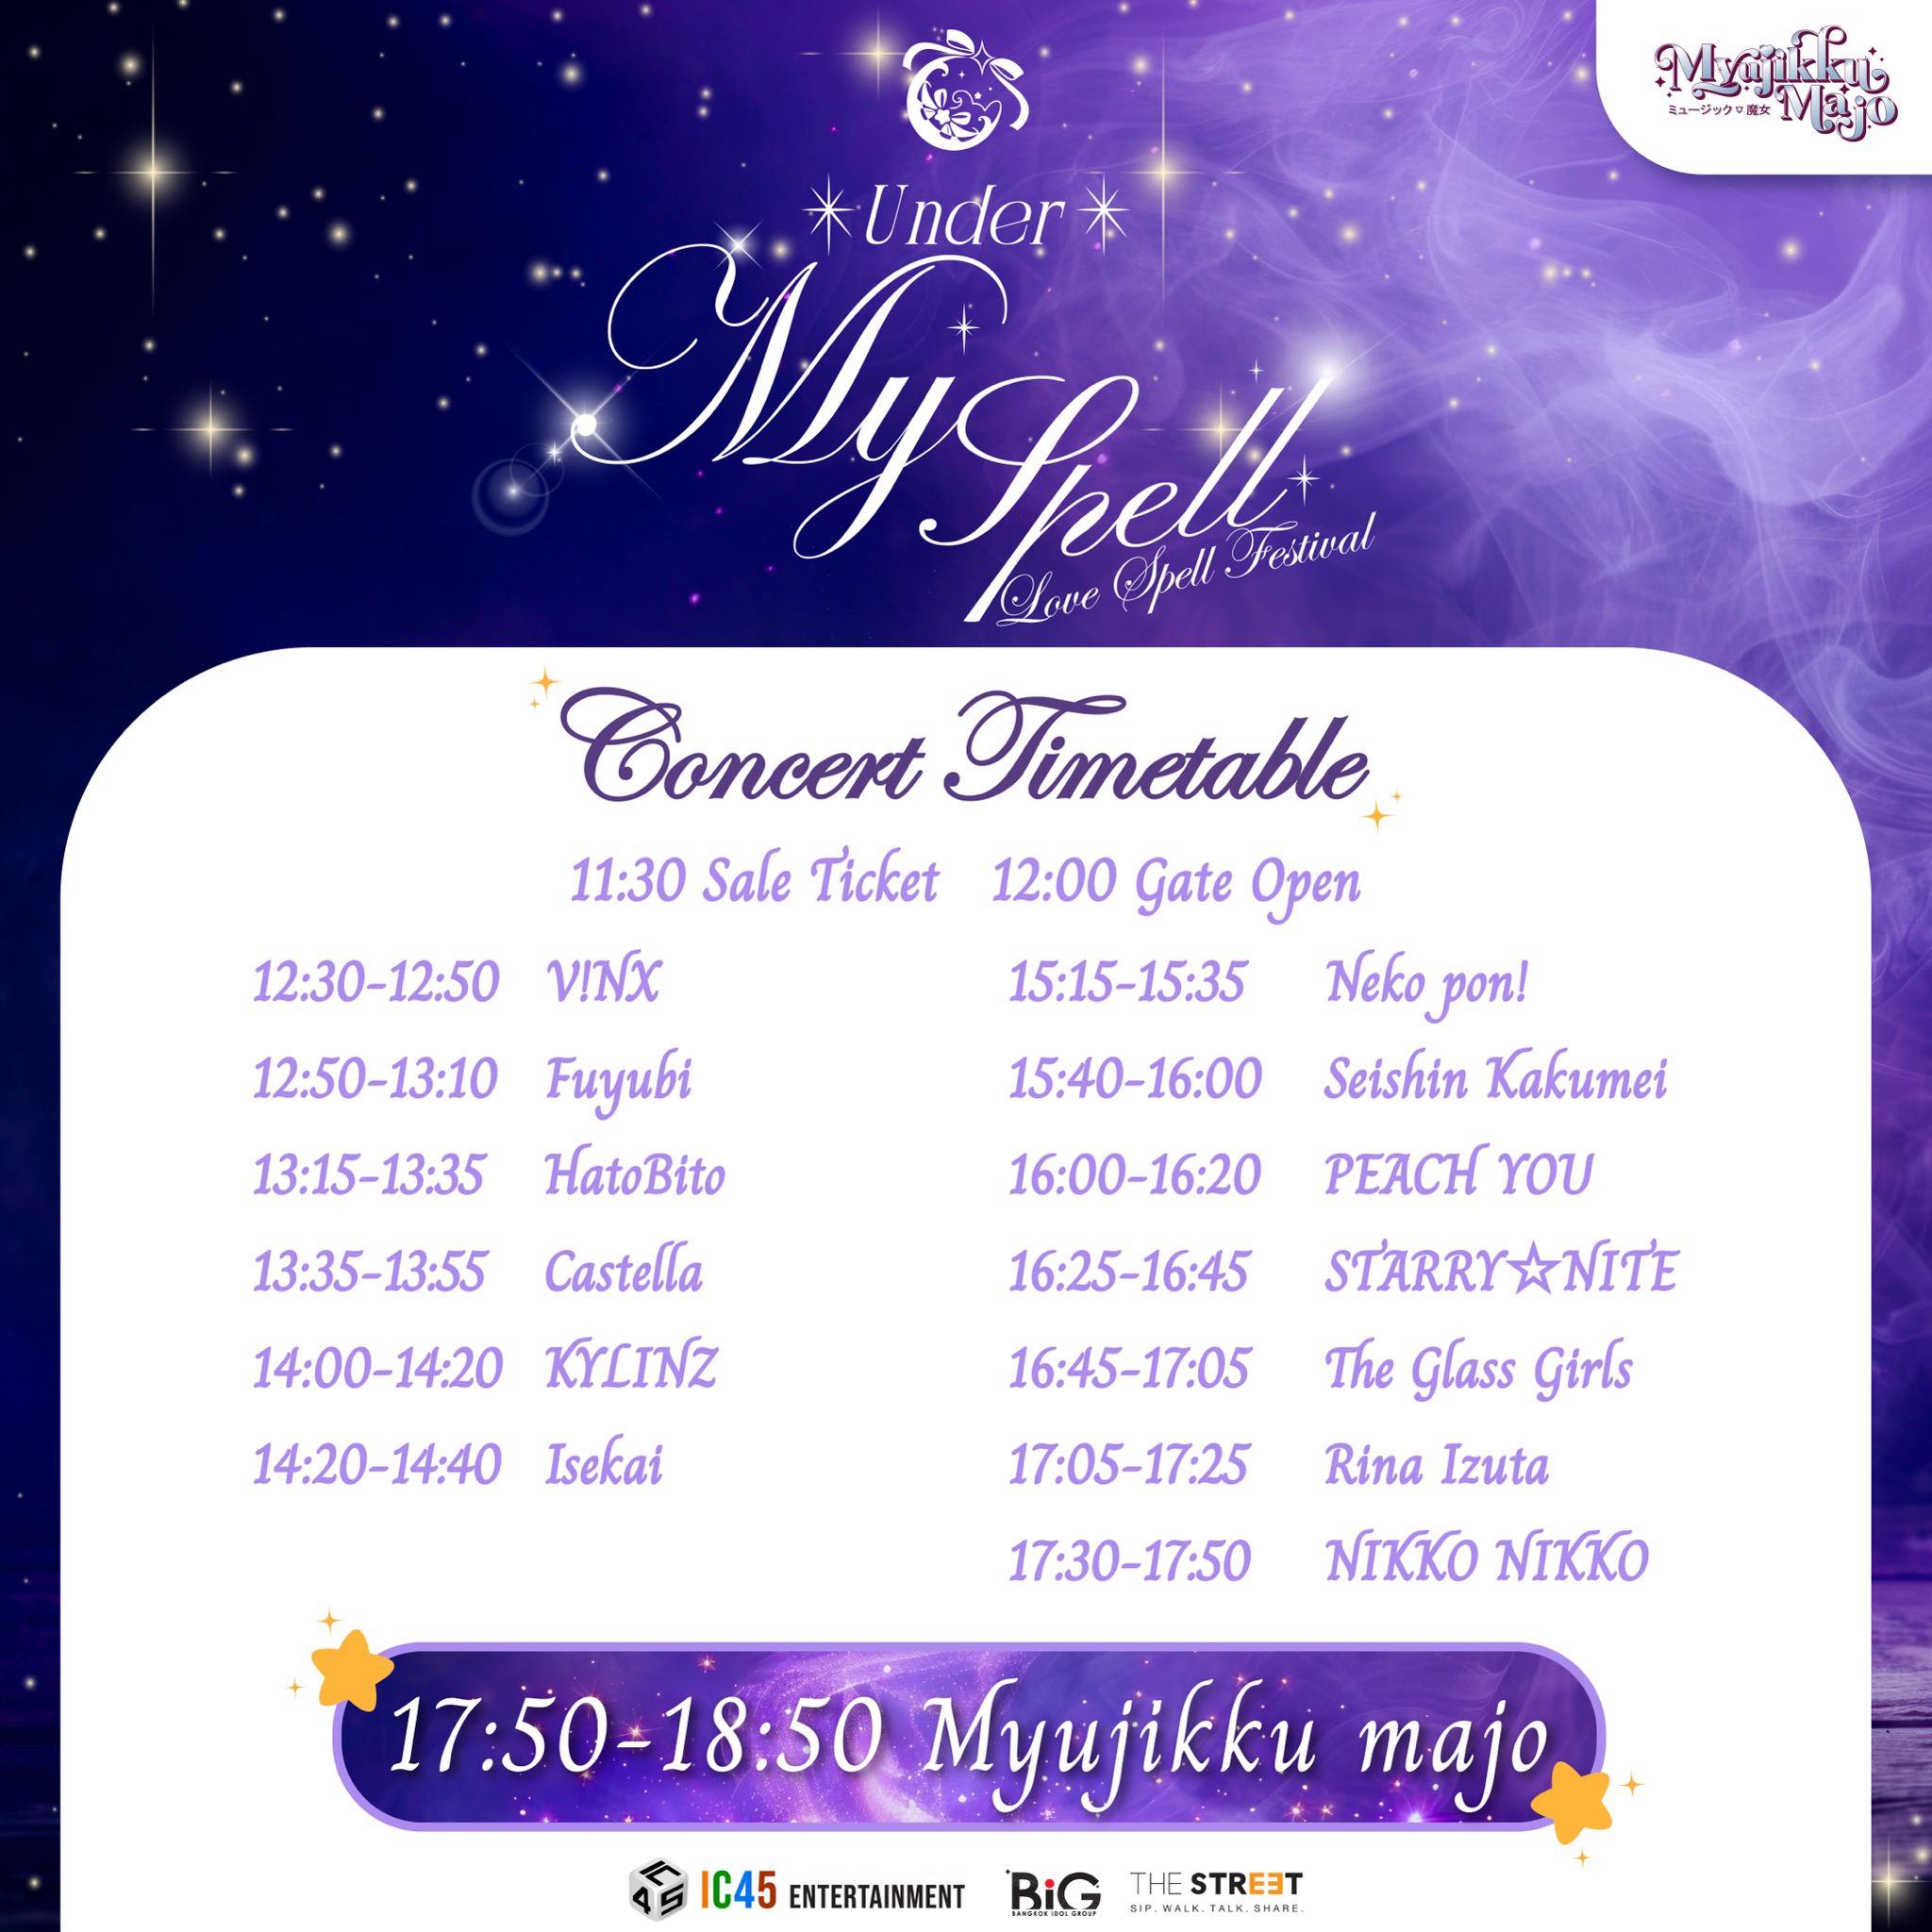 Myujikku
Majo
ミュージック▽魔女
Under
My Spell
Love Spell Festival
Concert Timetable
11:30 Sale Ticket 12:00 Gate Open
12:30-12:50 V!NX
12:50-13:10 Fuyubi
13:15-13:35 HatoBito
13:35-13:55 Castella
14:00-14:20 KYLINZ
14:20-14:40 Isekai
15:15-15:35 Neko pon!
15:40-16:00 Seishin Kakumei
16:00-16:20 PEACH YOU
16:25-16:45 STARRY☆NITE
16:45-17:05 The Glass Girls
17:05-17:25 Rina Izuta
17:30-17:50 NIKKO NIKKO
17:50-18:50 Myujikku majo
IC45
IC45 ENTERTAINMENT
BiG
BANGKOK IDOL GROUP
THE STREET
SIP. WALK. TALK. SHARE.